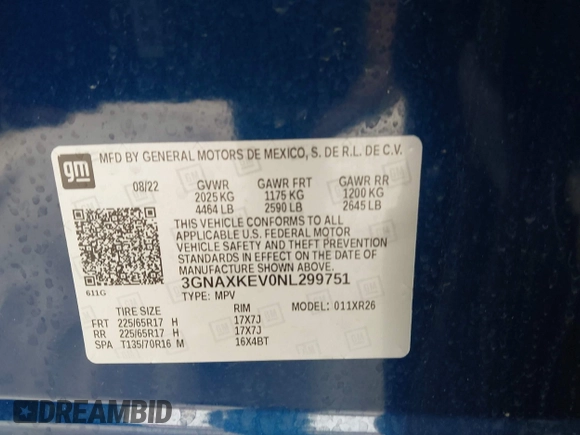 gm
MFD BY GENERAL MOTORS DE MEXICO, S. DE R.L. DE C.V.
08/22 GVWR GAWR FRT GAWR RR
2025 KG 1175 KG 1200 KG
4464 LB 2590 LB 2645 LB
THIS VEHICLE CONFORMS TO ALL
APPLICABLE U.S. FEDERAL MOTOR
VEHICLE SAFETY AND THEFT PREVENTION
STANDARDS IN EFFECT ON THE DATE OF
MANUFACTURE SHOWN ABOVE.
611G
3GNAXKEV0NL299751
TYPE: MPV MODEL: 011XR26
TIRE SIZE RIM
FRT 225/65R17 H 17X7J
RR 225/65R17 H 17X7J
SPA T135/70R16 M 16X4BT
DREAMBID